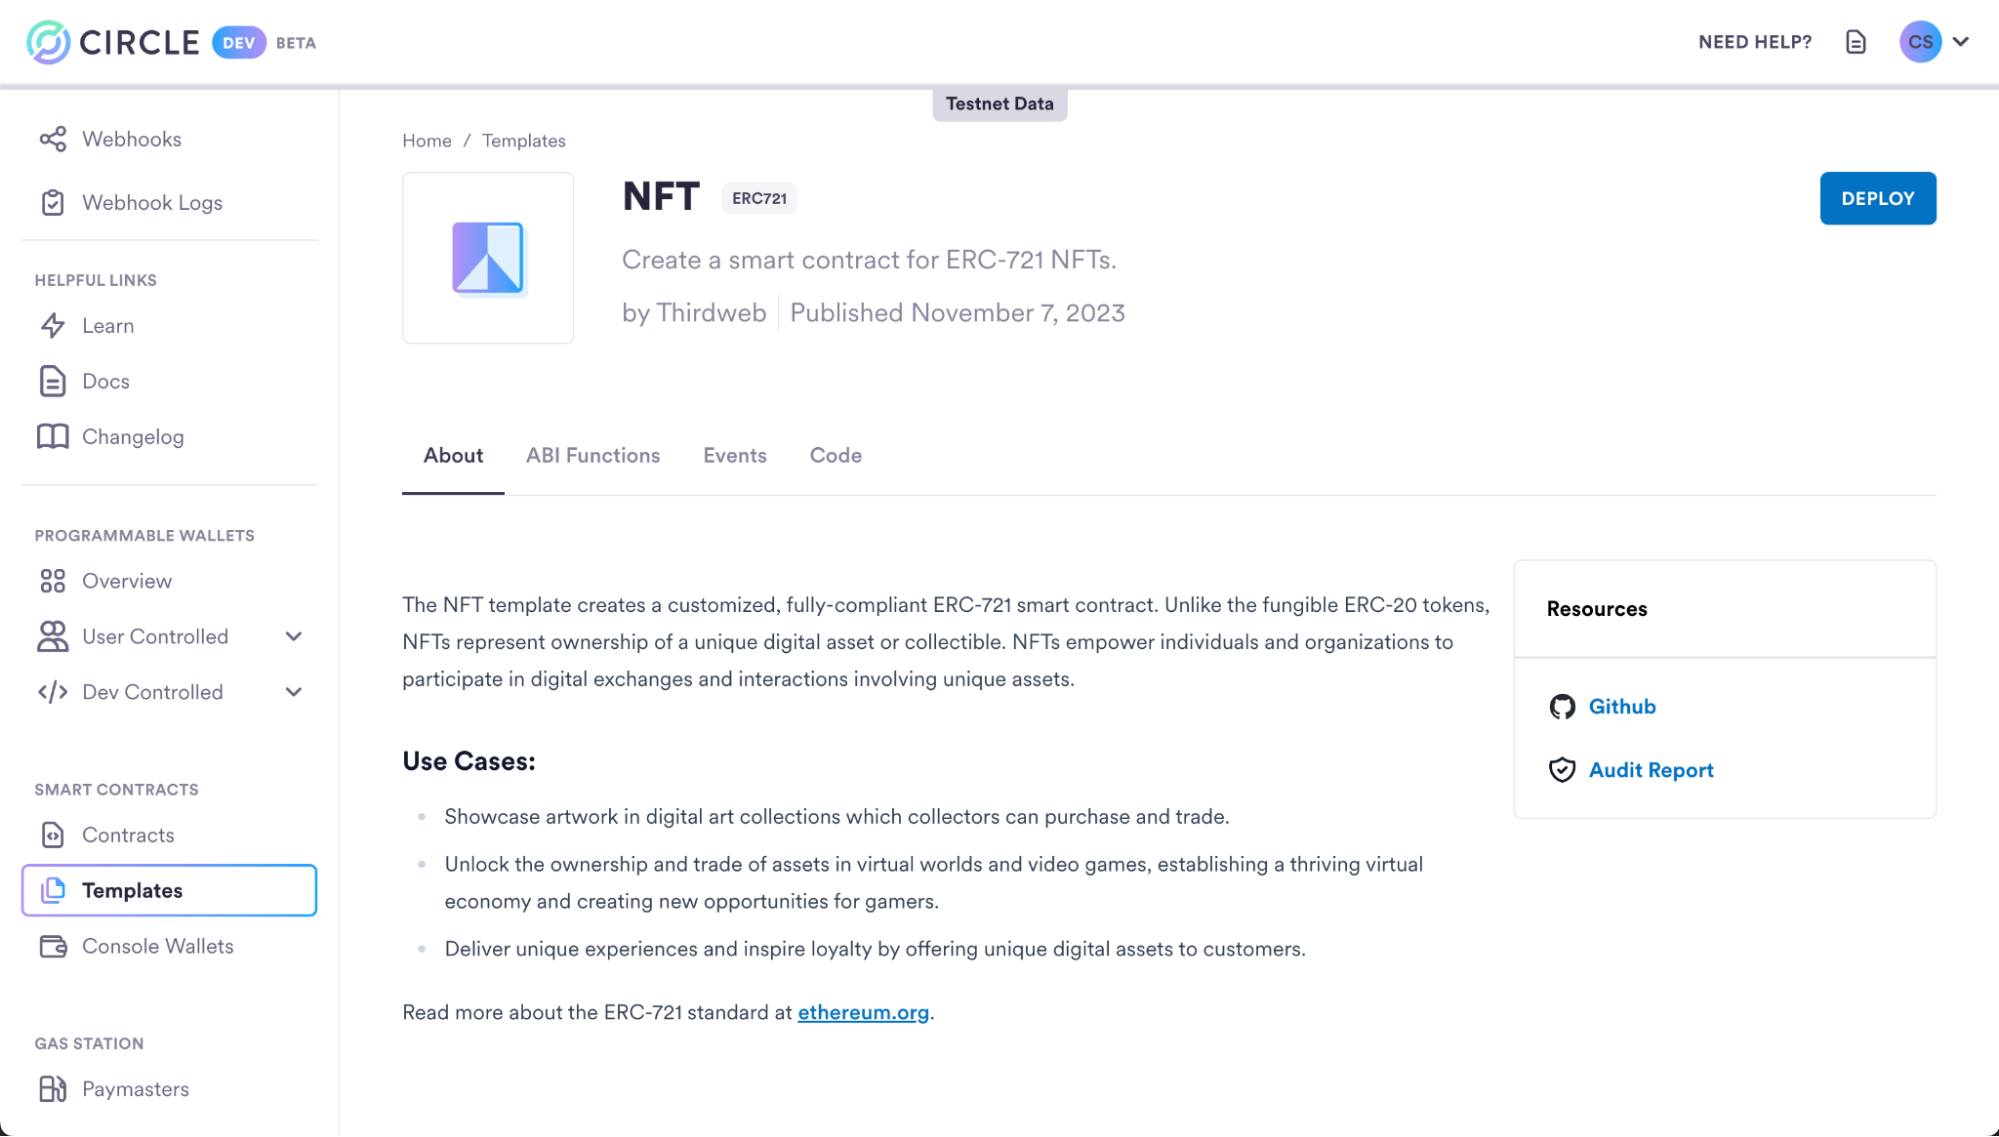 CIRCLE DEV BETA
NEED HELP?
CS
Testnet Data
Webhooks
Webhook Logs
HELPFUL LINKS
Learn
Docs
Changelog
PROGRAMMABLE WALLETS
Overview
User Controlled
Dev Controlled
SMART CONTRACTS
Contracts
Templates
Console Wallets
GAS STATION
Paymasters
Home / Templates
NFT ERC721
DEPLOY
Create a smart contract for ERC-721 NFTs.
by Thirdweb Published November 7, 2023
About ABI Functions Events Code
The NFT template creates a customized, fully-compliant ERC-721 smart contract. Unlike the fungible ERC-20 tokens,
NFTs represent ownership of a unique digital asset or collectible. NFTs empower individuals and organizations to
participate in digital exchanges and interactions involving unique assets.
Use Cases:
Showcase artwork in digital art collections which collectors can purchase and trade.
Unlock the ownership and trade of assets in virtual worlds and video games, establishing a thriving virtual
economy and creating new opportunities for gamers.
Deliver unique experiences and inspire loyalty by offering unique digital assets to customers.
Read more about the ERC-721 standard at ethereum.org.
Resources
Github
Audit Report